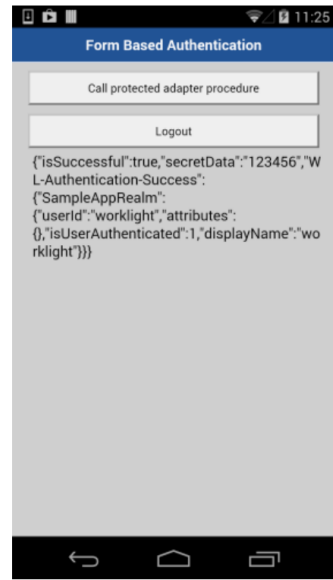 11:25
Form Based Authentication
Call protected adapter procedure
Logout
{"isSuccessful":true,"secretData":"123456","W
L-Authentication-Success":
{"SampleAppRealm":
{"userId":"worklight","attributes":
{},"isUserAuthenticated":1,"displayName":"wo
rklight"}}}